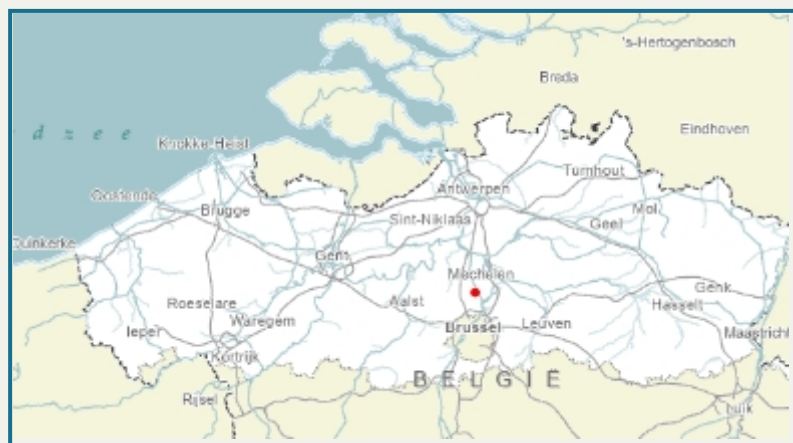 's-Hertogenbosch
Breda
d z e e
Eindhoven
Knokke-Heist
Turnhout
Oostende
Antwerpen
Mol
Brugge
Sint-Niklaas
Geel
Duinkerke
Gent
Mechelen
Genk
Roeselare
Aalst
Hasselt
Waregem
Brussel
Leuven
Ieper
Maastricht
Kortrijk
BELGIË
Rijsel
Luik